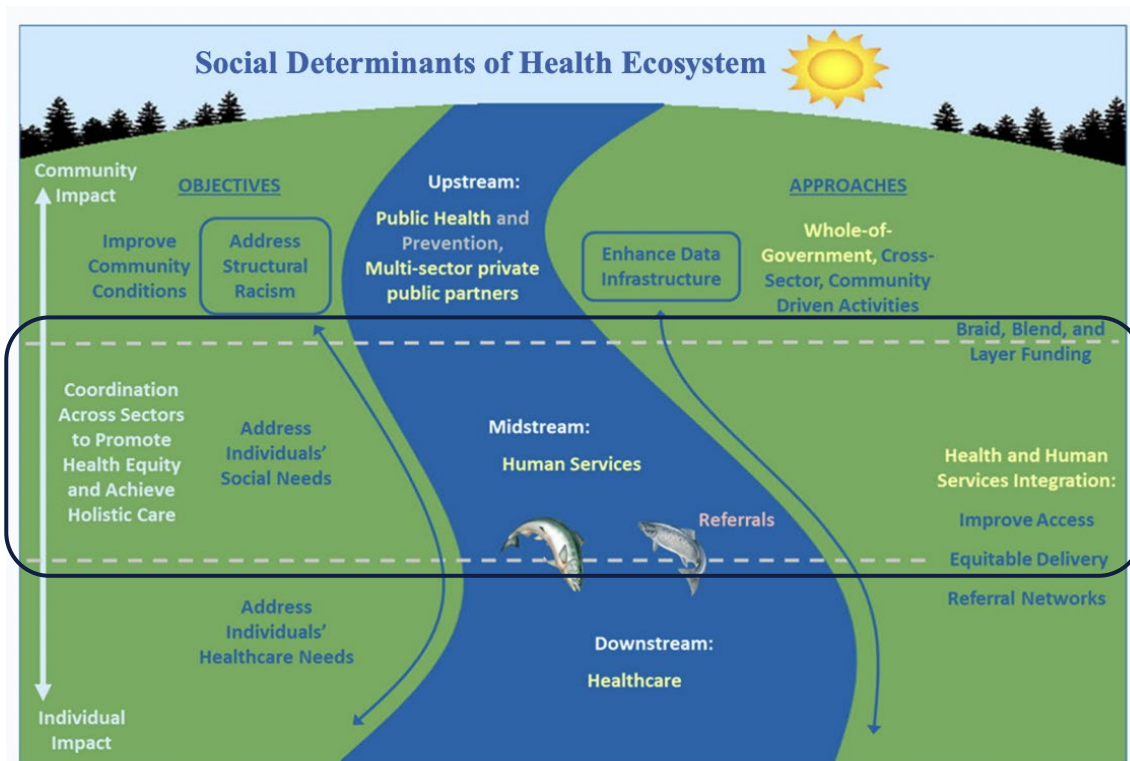 Social Determinants of Health Ecosystem
Community
Impact
OBJECTIVES
Improve
Community
Conditions
Address
Structural
Racism
Upstream:
Public Health and
Prevention,
Multi-sector private
public partners
APPROACHES
Enhance Data
Infrastructure
Whole-of-
Government, Cross-
Sector, Community
Driven Activities
Braid, Blend, and
Layer Funding
Coordination
Across Sectors
to Promote
Health Equity
and Achieve
Holistic Care
Address
Individuals'
Social Needs
Midstream:
Human Services
Referrals
Health and Human
Services Integration:
Improve Access
Equitable Delivery
Referral Networks
Address
Individuals'
Healthcare Needs
Downstream:
Healthcare
Individual
Impact